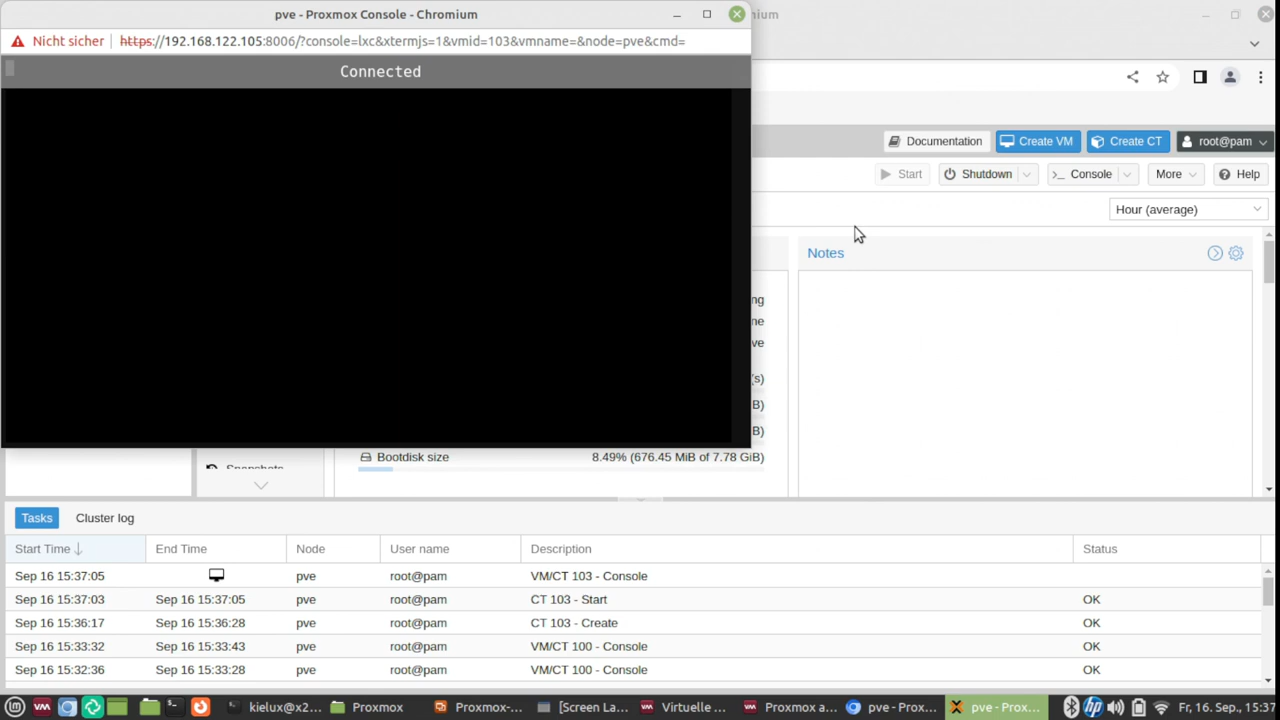 pve - Proxmox Console - Chromium
ium
Nicht sicher
https://192.168.122.105:8006/?console=lxc&xtermjs=1&vmid=103&vmname=&node=pve&cmd=
Connected
Documentation
Create VM
Create CT
root@pam
Start
Shutdown
Console
More
Help
Hour (average)
Notes
ng
ne
ve
(s)
B)
B)
Bootdisk size
8.49% (676.45 MiB of 7.78 GiB)
Snapshots
Tasks
Cluster log
Start Time End Time Node User name Description Status
Sep 16 15:37:05 pve root@pam VM/CT 103 - Console
Sep 16 15:37:03 Sep 16 15:37:05 pve root@pam CT 103 - Start OK
Sep 16 15:36:17 Sep 16 15:36:28 pve root@pam CT 103 - Create OK
Sep 16 15:33:32 Sep 16 15:33:43 pve root@pam VM/CT 100 - Console OK
Sep 16 15:32:36 Sep 16 15:33:28 pve root@pam VM/CT 100 - Console OK
kielux@x2... Proxmox Proxmox-... [Screen La... Virtuelle ... Proxmox a... pve - Prox... pve - Prox... Fr, 16. Sep., 15:37